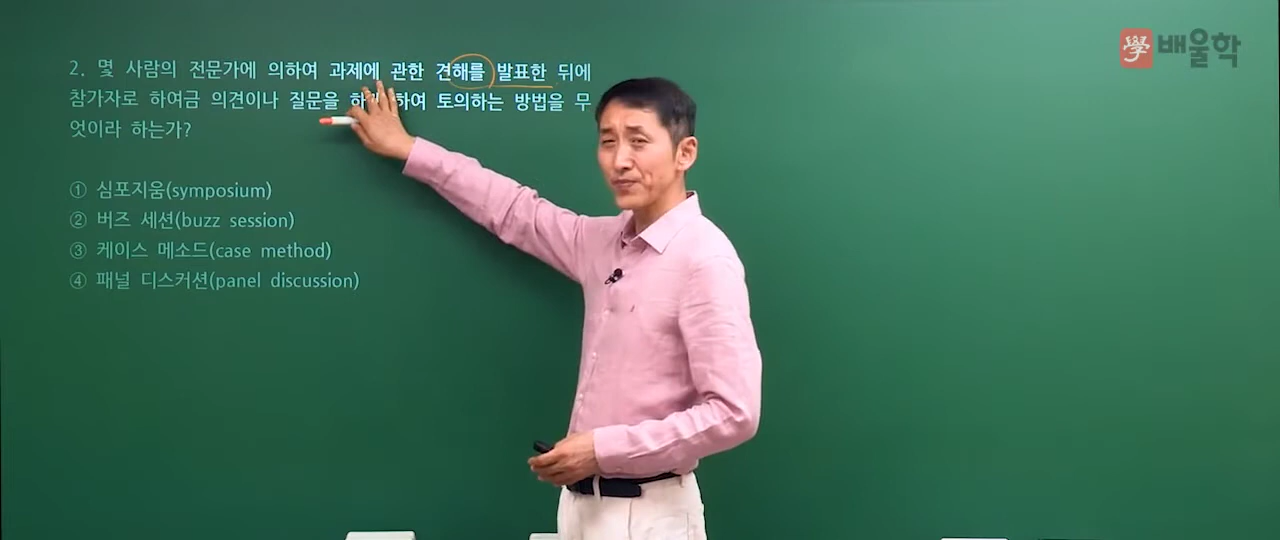 學 배울학
2. 몇 사람의 전문가에 의하여 과제에 관한 견해를 발표한 뒤에
참가자로 하여금 의견이나 질문을 하여 토의하는 방법을 무
엇이라 하는가?
① 심포지움(symposium)
② 버즈 세션(buzz session)
③ 케이스 메소드(case method)
④ 패널 디스커션(panel discussion)